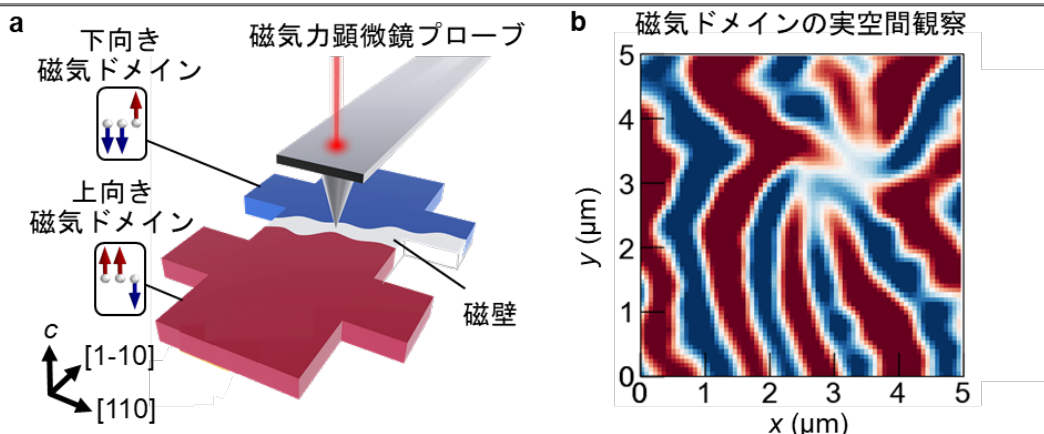 a
下向き
磁気ドメイン
磁気力顕微鏡プローブ
上向き
磁気ドメイン
磁壁
c
[1-10]
[110]
b
磁気ドメインの実空間観察
5
4
3
2
1
0
y (μm)
0 1 2 3 4 5
x (μm)